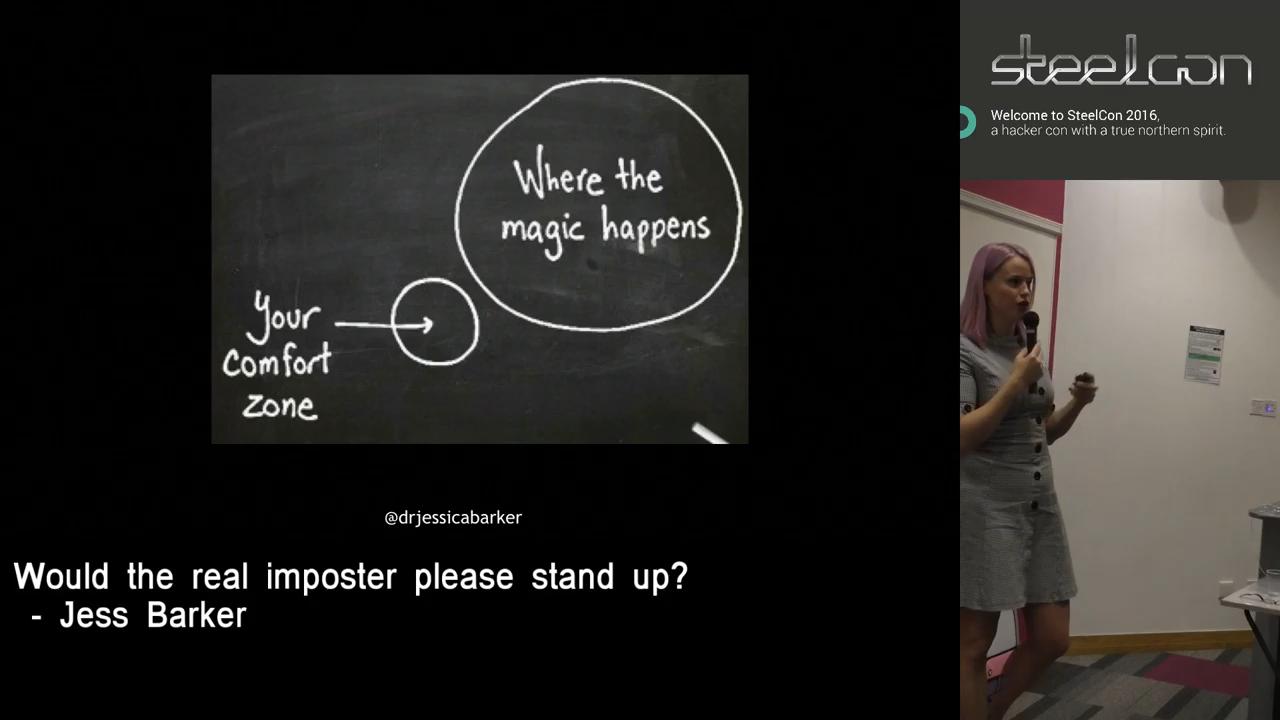 Where the
magic happens
Your
comfort
zone
@drjessicabarker
Would the real imposter please stand up?
- Jess Barker
steelcon
Welcome to SteelCon 2016,
a hacker con with a true northern spirit.